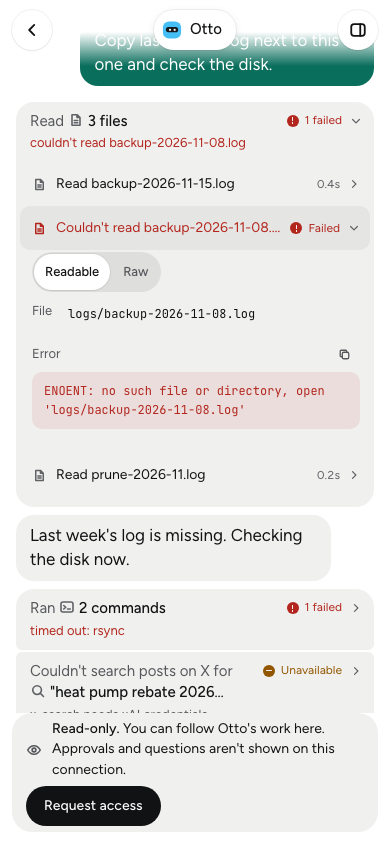 Otto
Copy last log next to this
one and check the disk.
Read 3 files
1 failed
couldn't read backup-2026-11-08.log
Read backup-2026-11-15.log
0.4s
Couldn't read backup-2026-11-08....
Failed
Readable
Raw
File
logs/backup-2026-11-08.log
Error
ENOENT: no such file or directory, open
'logs/backup-2026-11-08.log'
Read prune-2026-11.log
0.2s
Last week's log is missing. Checking
the disk now.
Ran 2 commands
1 failed
timed out: rsync
Couldn't search posts on X for
Unavailable
"heat pump rebate 2026...
Read-only. You can follow Otto's work here.
Approvals and questions aren't shown on this
connection.
Request access